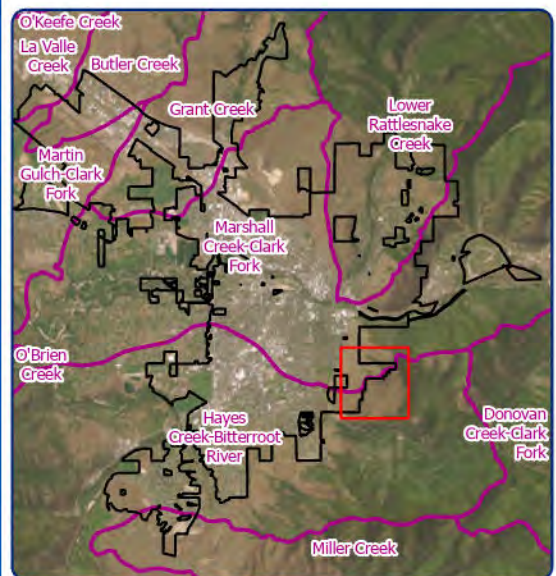 O'Keefe Creek
La Valle
Creek
Butler Creek
Grant Creek
Lower
Rattlesnake
Creek
Martin
Gulch-Clark
Fork
Marshall
Creek-Clark
Fork
O'Brien
Creek
Hayes
Creek-Bitterroot
River
Donovan
Creek-Clark
Fork
Miller Creek